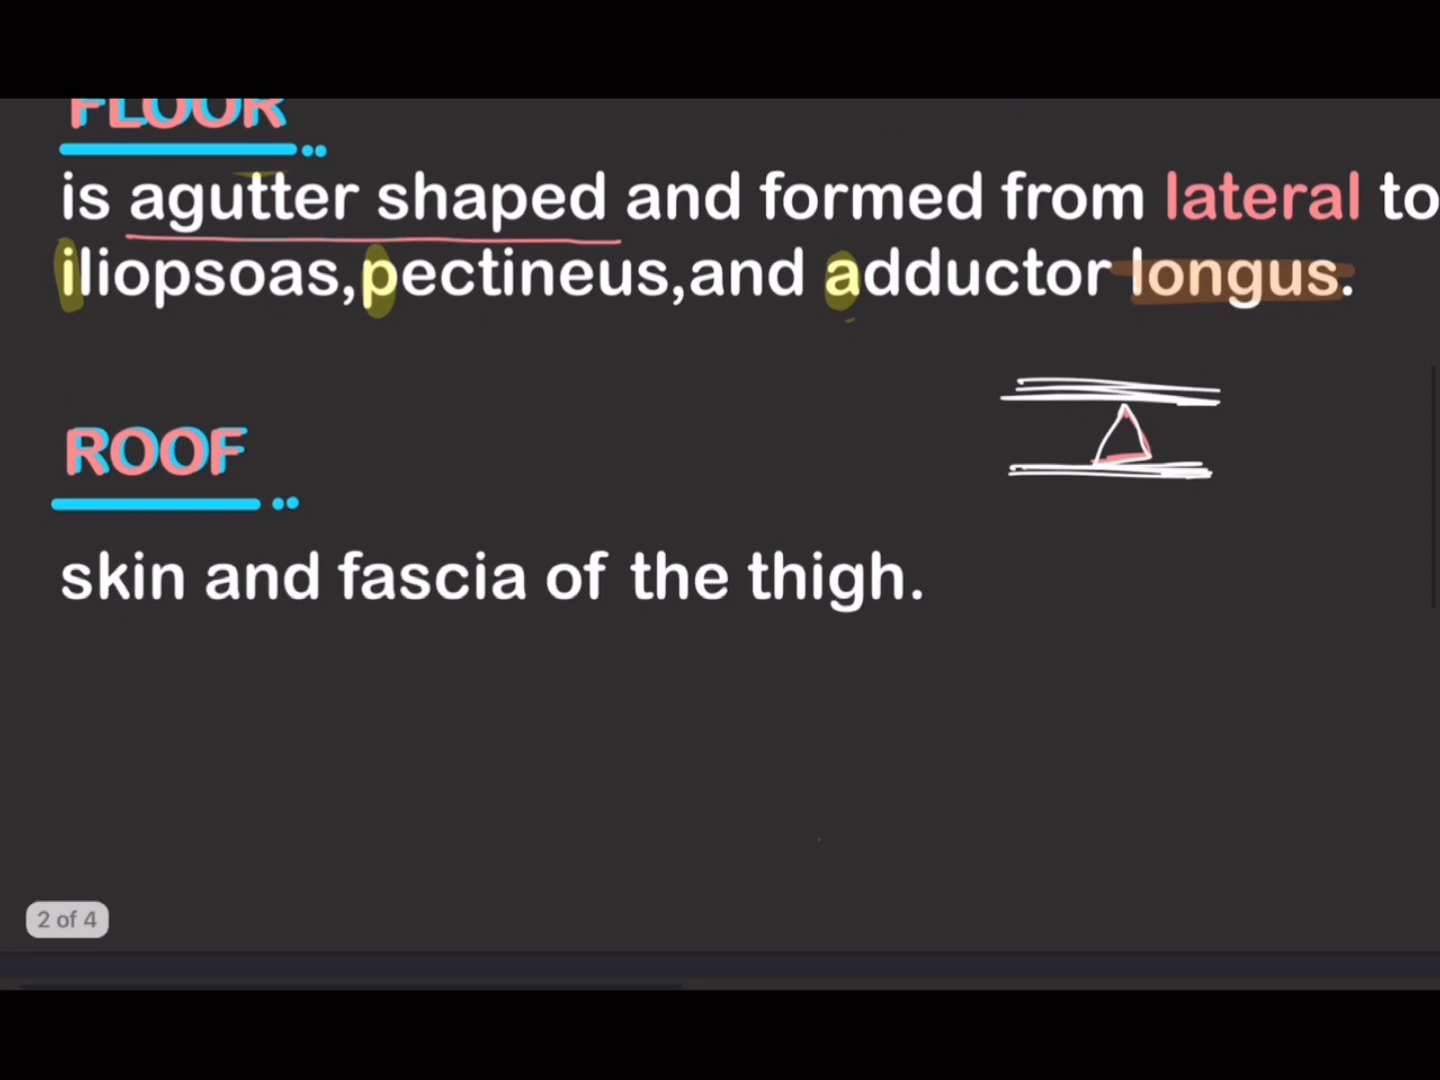 FLOOR
is agutter shaped and formed from lateral to
iliopsoas,pectineus,and adductor longus.
ROOF
skin and fascia of the thigh.
2 of 4